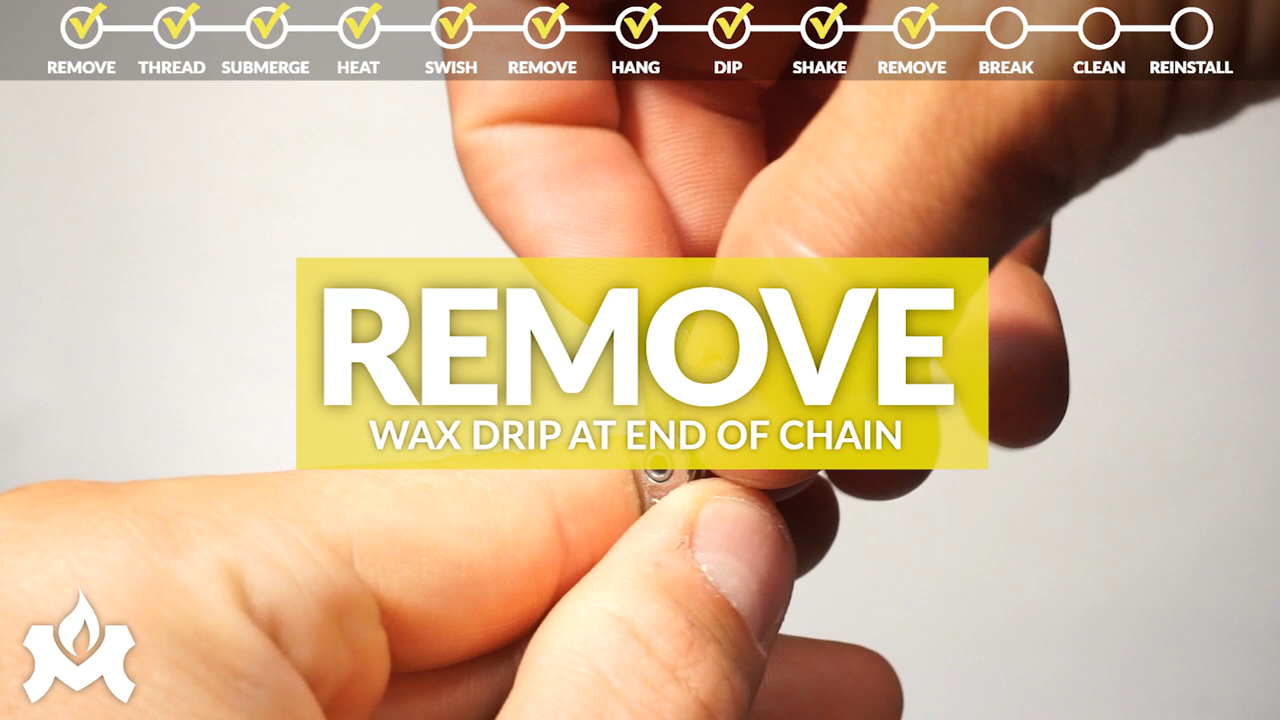 REMOVE THREAD SUBMERGE HEAT SWISH REMOVE HANG DIP SHAKE REMOVE BREAK CLEAN REINSTALL
REMOVE
WAX DRIP AT END OF CHAIN